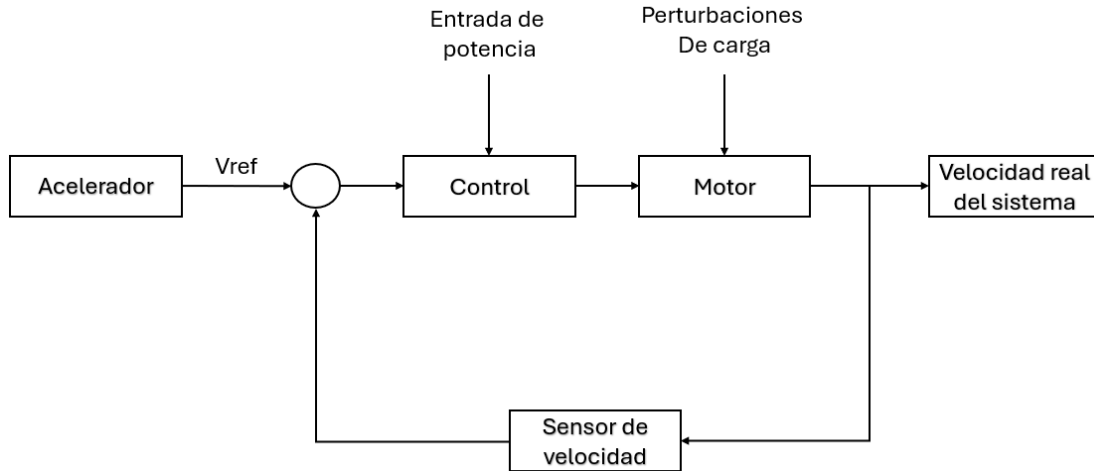 Entrada de
potencia
Perturbaciones
De carga
Acelerador
Vref
Control
Motor
Velocidad real
del sistema
Sensor de
velocidad